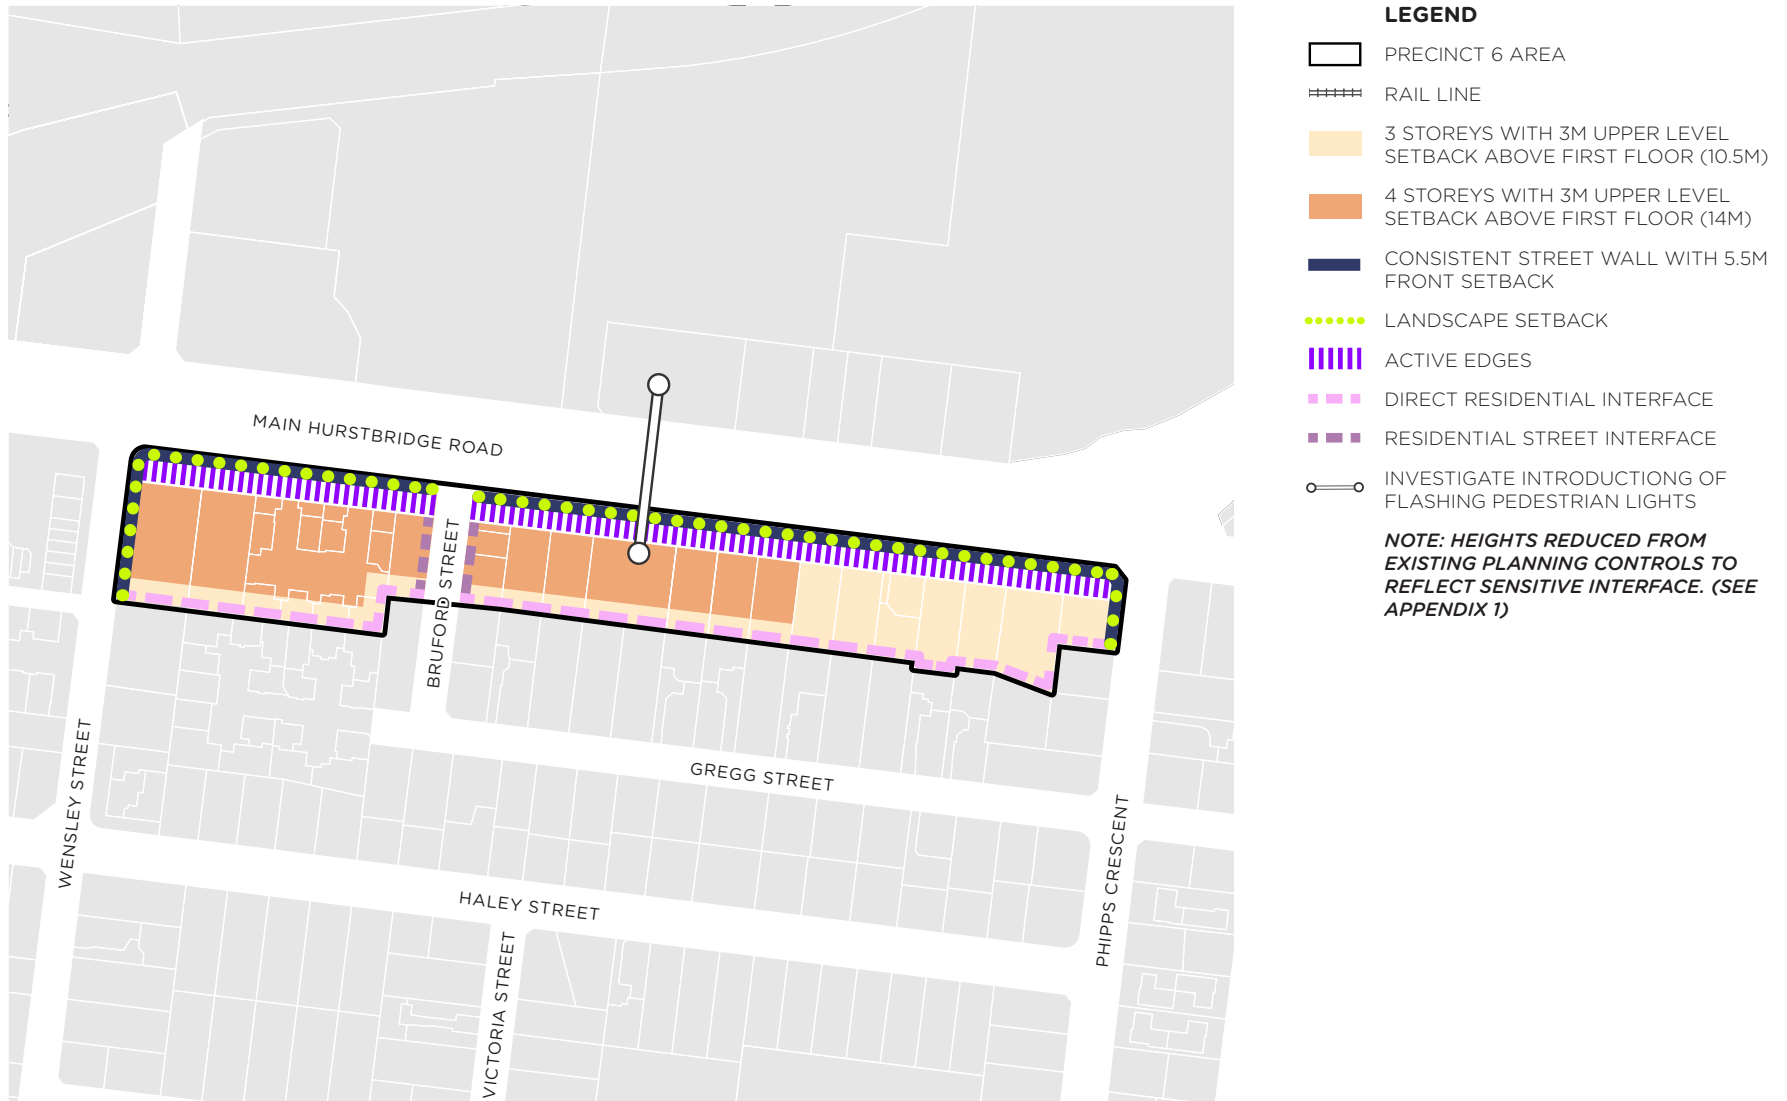 LEGEND
PRECINCT 6 AREA
RAIL LINE
3 STOREYS WITH 3M UPPER LEVEL
SETBACK ABOVE FIRST FLOOR (10.5M)
4 STOREYS WITH 3M UPPER LEVEL
SETBACK ABOVE FIRST FLOOR (14M)
CONSISTENT STREET WALL WITH 5.5M
FRONT SETBACK
LANDSCAPE SETBACK
ACTIVE EDGES
DIRECT RESIDENTIAL INTERFACE
RESIDENTIAL STREET INTERFACE
INVESTIGATE INTRODUCTIONG OF
FLASHING PEDESTRIAN LIGHTS
NOTE: HEIGHTS REDUCED FROM
EXISTING PLANNING CONTROLS TO
REFLECT SENSITIVE INTERFACE. (SEE
APPENDIX 1)
MAIN HURSTBRIDGE ROAD
BRUFORD STREET
WENSLEY STREET
GREGG STREET
PHIPPS CRESCENT
HALEY STREET
VICTORIA STREET